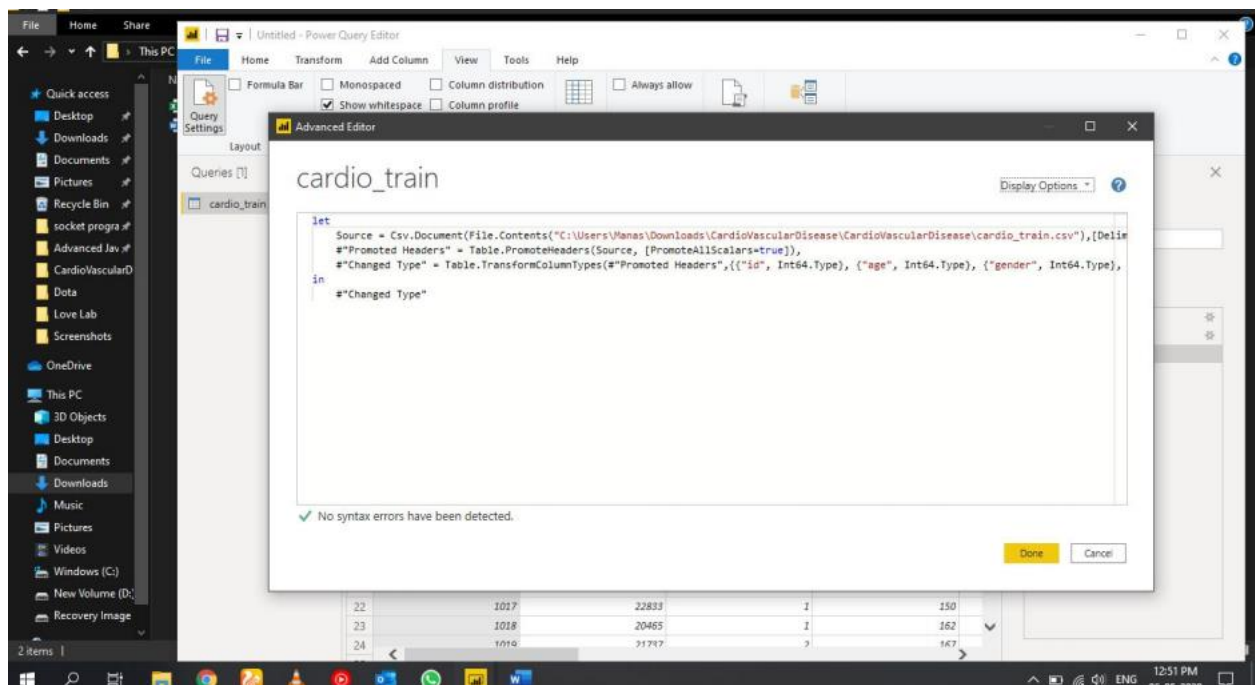 File Home Share
Untitled - Power Query Editor
This PC
File Home Transform Add Column View Tools Help
Quick access
Desktop
Downloads
Documents
Pictures
Recycle Bin
socket progra
Advanced Jav
CardioVascularD
Dota
Love Lab
Screenshots
OneDrive
This PC
3D Objects
Desktop
Documents
Downloads
Music
Pictures
Videos
Windows (C:)
New Volume (D:)
Recovery Image
2 items
Query Settings
Formula Bar
Monospaced
Show whitespace
Column distribution
Column profile
Always allow
Layout
Queries [1]
cardio_train
Advanced Editor
cardio_train
Display Options
let
Source = Csv.Document(File.Contents("C:\Users\Manas\Downloads\CardioVascularDisease\CardioVascularDisease\cardio_train.csv"),[Delim
#"Promoted Headers" = Table.PromoteHeaders(Source, [PromoteAllScalars=true]),
#"Changed Type" = Table.TransformColumnTypes(#"Promoted Headers",{{"id", Int64.Type}, {"age", Int64.Type}, {"gender", Int64.Type},
in
#"Changed Type"
No syntax errors have been detected.
Done Cancel
22 1017 22833 1 150
23 1018 20465 1 162
24 1019 21737 2 167
ENG 12:51 PM